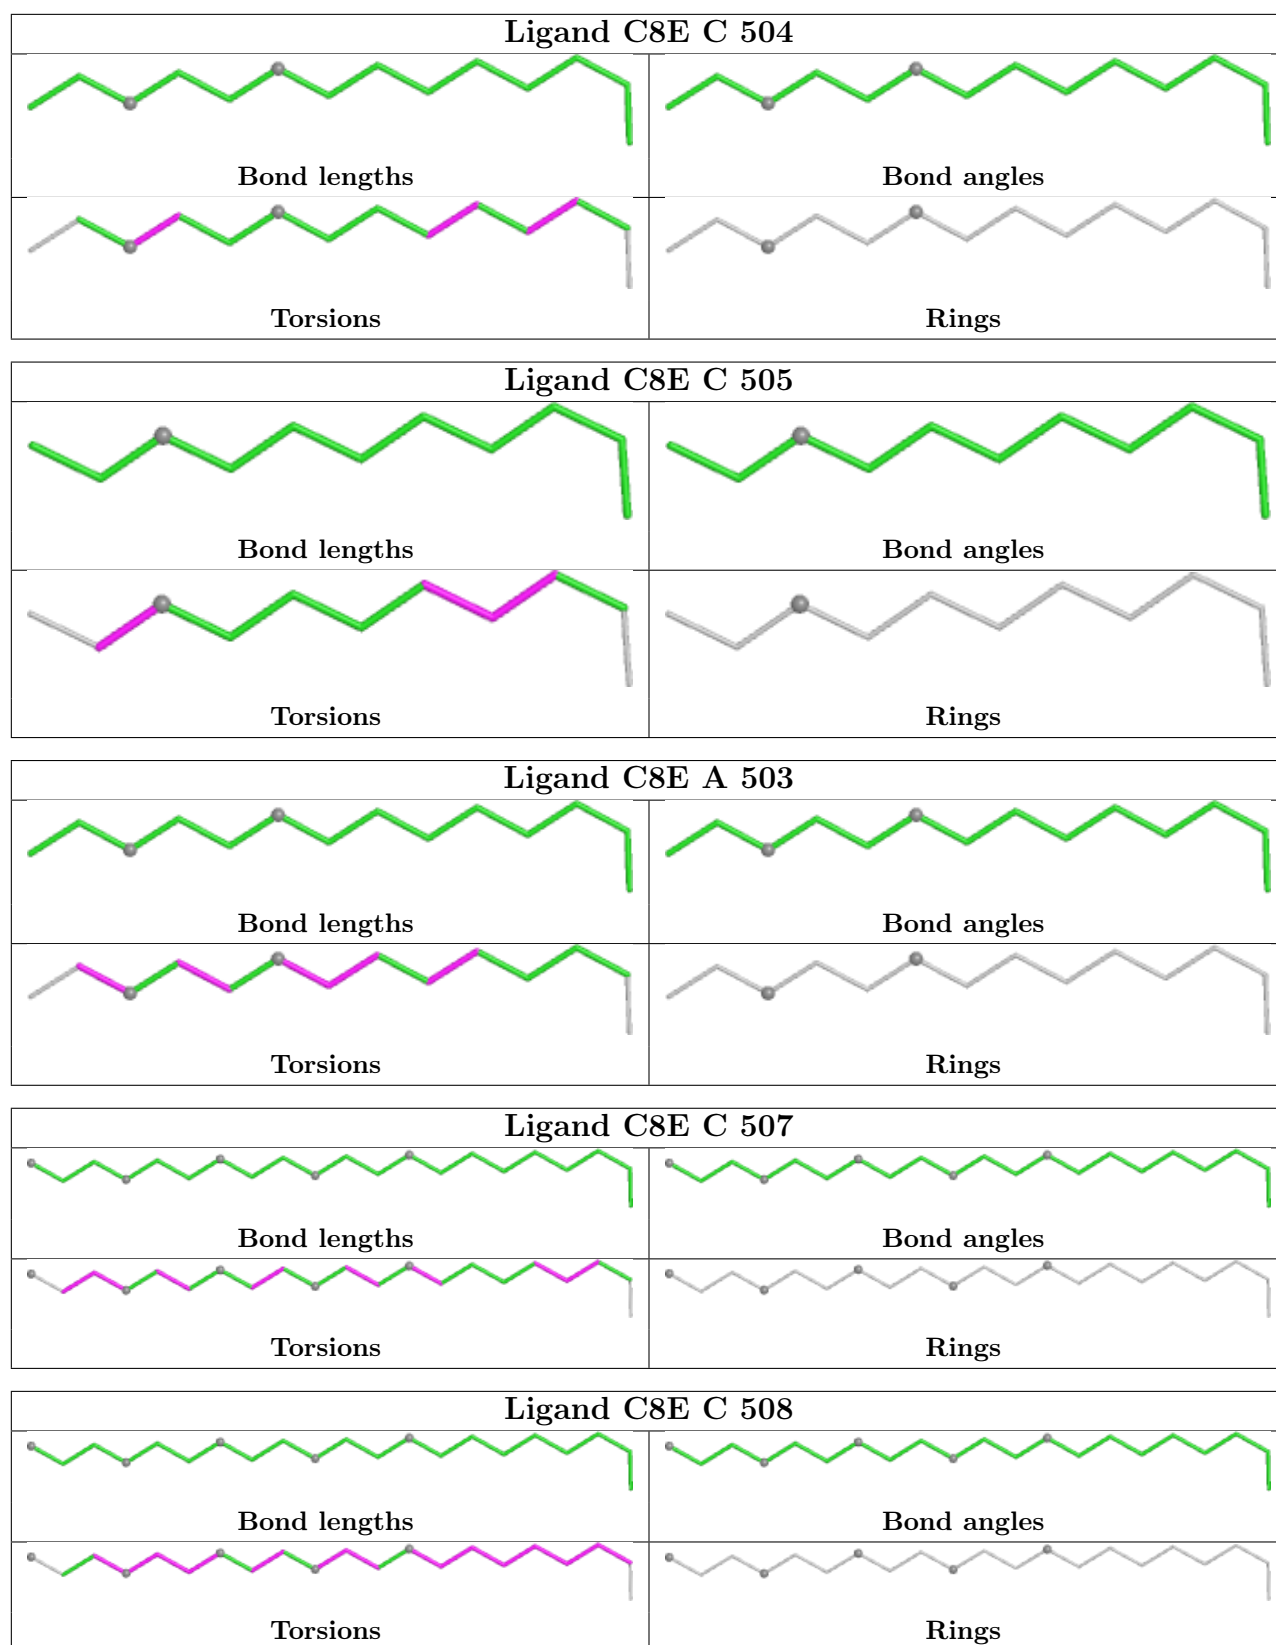 Ligand C8E C 504
Bond lengths
Bond angles
Torsions
Rings
Ligand C8E C 505
Bond lengths
Bond angles
Torsions
Rings
Ligand C8E A 503
Bond lengths
Bond angles
Torsions
Rings
Ligand C8E C 507
Bond lengths
Bond angles
Torsions
Rings
Ligand C8E C 508
Bond lengths
Bond angles
Torsions
Rings